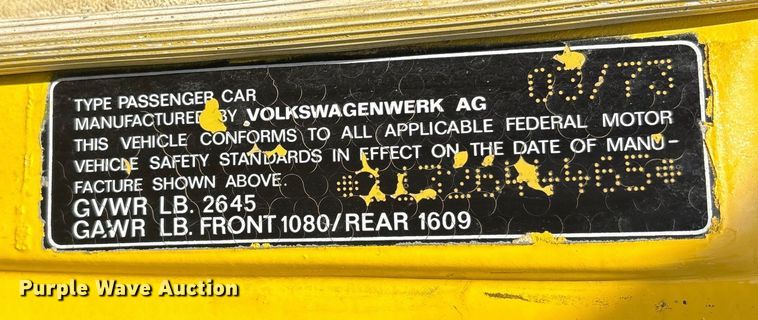 03/73
TYPE PASSENGER CAR
MANUFACTURED BY VOLKSWAGENWERK AG
THIS VEHICLE CONFORMS TO ALL APPLICABLE FEDERAL MOTOR
VEHICLE SAFETY STANDARDS IN EFFECT ON THE DATE OF MANU-
FACTURE SHOWN ABOVE.
GVWR LB. 2645
GAWR LB. FRONT 1080/REAR 1609
Purple Wave Auction